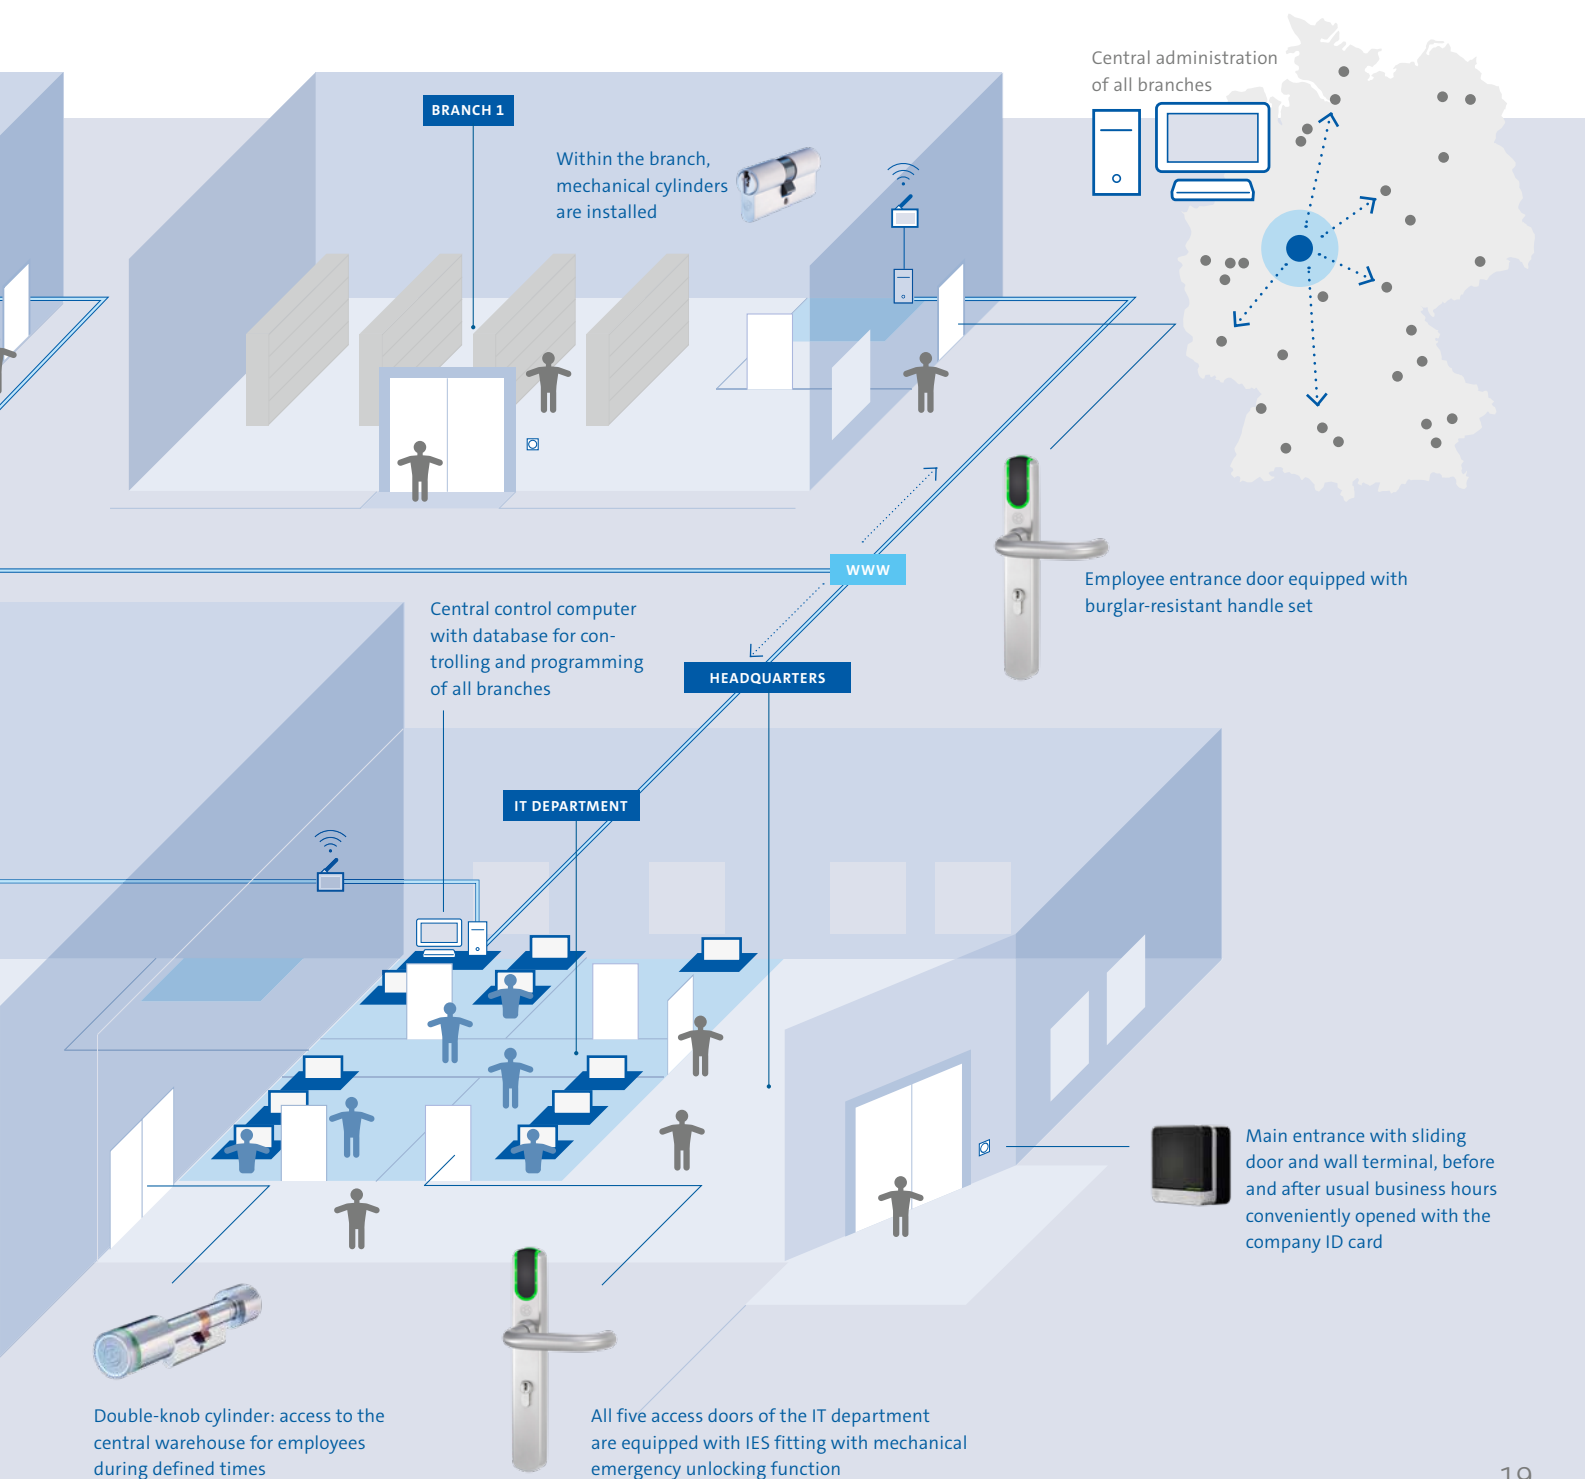 Central administration
of all branches
BRANCH 1
Within the branch,
mechanical cylinders
are installed
WWW
Employee entrance door equipped with
burglar-resistant handle set
Central control computer
with database for con-
trolling and programming
of all branches
HEADQUARTERS
IT DEPARTMENT
Main entrance with sliding
door and wall terminal, before
and after usual business hours
conveniently opened with the
company ID card
Double-knob cylinder: access to the
central warehouse for employees
during defined times
All five access doors of the IT department
are equipped with IES fitting with mechanical
emergency unlocking function
19